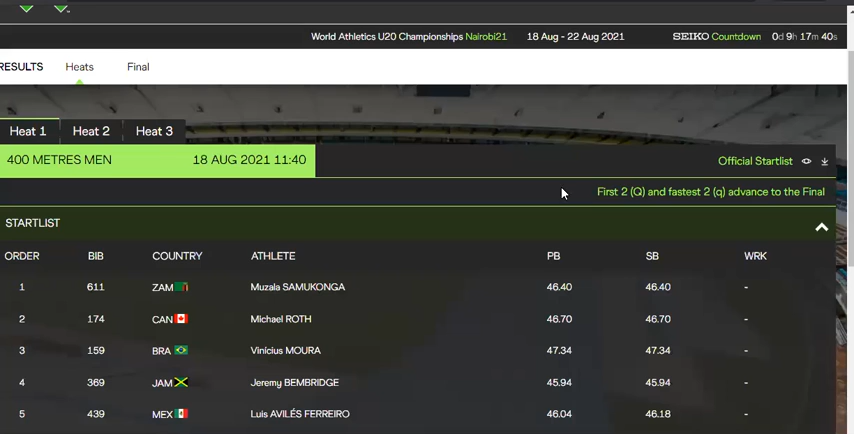 World Athletics U20 Championships Nairobi21 18 Aug - 22 Aug 2021 SEIKO Countdown 0d 9h 17m 40s
RESULTS Heats Final
Heat 1 Heat 2 Heat 3
400 METRES MEN 18 AUG 2021 11:40 Official Startlist
First 2 (Q) and fastest 2 (q) advance to the Final
STARTLIST
ORDER BIB COUNTRY ATHLETE PB SB WRK
1 611 ZAM Muzala SAMUKONGA 46.40 46.40 -
2 174 CAN Michael ROTH 46.70 46.70 -
3 159 BRA Vinícius MOURA 47.34 47.34 -
4 369 JAM Jeremy BEMBRIDGE 45.94 45.94 -
5 439 MEX Luis AVILÉS FERREIRO 46.04 46.18 -